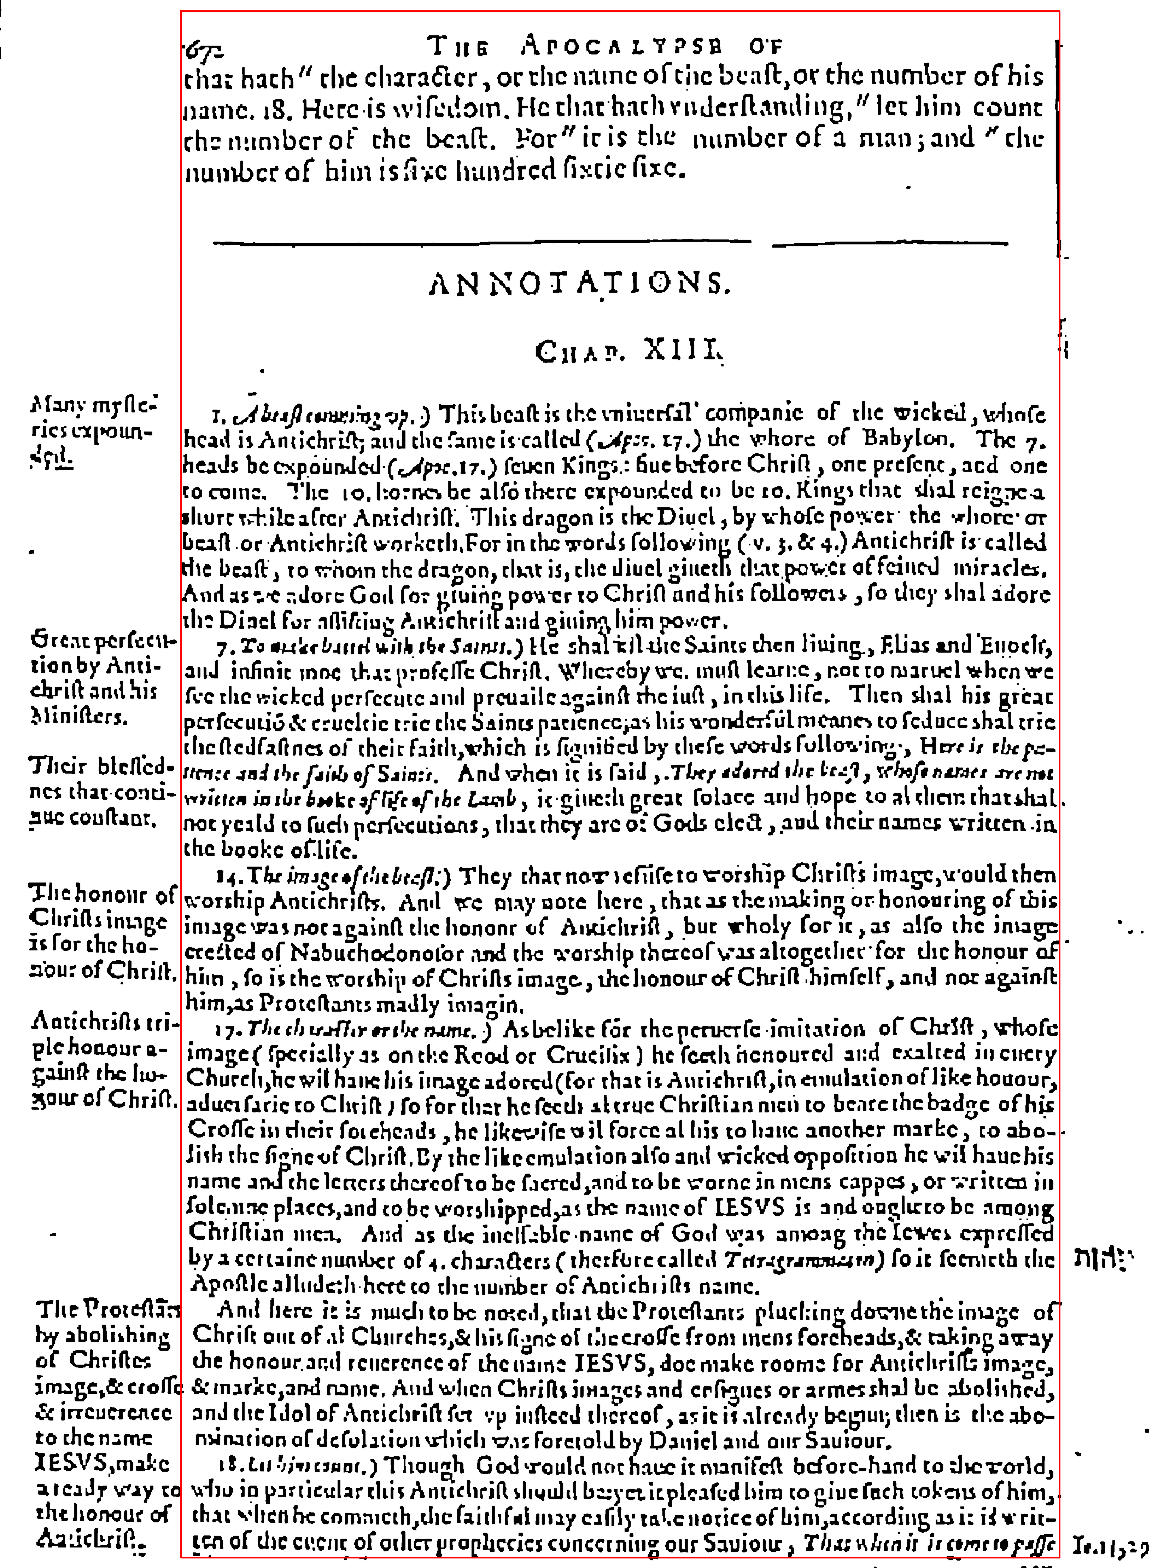 672 THE APOCALYPSE OF
that hath" the character, or the name of the beaſt, or the number of his
name. 18. Here is wiſedom. He that hath vnderſtanding, " let him count
the number of the beaſt. For " it is the number of a man; and " the
number of him is ſixe hundred ſixtie ſixe.
ANNOTATIONS.
CHAP. XIII.
Many myſte-
ries expoun-
ded.
1. A beaſt comming vp.) This beaſt is the vniuerſal companie of the wicked, whoſe
head is Antichriſt; and the ſame is called (Apoc. 17.) the whore of Babylon. The 7.
heads be expounded (Apoc. 17.) ſeuen Kings: fiue before Chriſt, one preſent, and one
to come. The 10. hornes be alſo there expounded to be 10. Kings that shal reigne a
short while after Antichriſt. This dragon is the Diuel, by whoſe power the whore or
beaſt or Antichriſt worketh. For in the words following (v. 3. & 4.) Antichriſt is called
the beaſt, to whom the dragon, that is, the diuel giueth that power of feined miracles.
And as we adore God for giuing power to Chriſt and his followers, ſo they shal adore
the Diuel for aſſiſting Antichriſt and giuing him power.
Great perſecu-
tion by Anti-
chriſt and his
Miniſters.
7. To make battel with the Saints.) He shal kil the Saints then liuing, Elias and Enoch,
and infinit moe that profeſſe Chriſt. Whereby we muſt learne, not to maruel when we
ſee the wicked perſecute and preuaile againſt the iuſt, in this life. Then shal his great
perſecutiō & crueltie trie the Saints patience, as his wonderful meanes to ſeduce shal trie
the ſtedfaſtnes of their faith, which is ſignified by theſe words following, Here is the pa-
Their bleſſed-
nes that conti-
nue conſtant.
tience and the faith of Saints. And when it is ſaid, They adored the beaſt, whoſe names are not
written in the booke of life of the Lamb, it giueth great ſolace and hope to al them that shal
not yeald to ſuch perſecutions, that they are of Gods elect, and their names written in
the booke of life.
The honour of
Chriſts image
is for the ho-
nour of Chriſt.
14. The image of the beaſt.) They that now refuſe to worship Chriſts image, would then
worship Antichriſts. And we may note here, that as the making or honouring of this
image was not againſt the honour of Antichriſt, but wholy for it, as alſo the image
erected of Nabuchodonoſor and the worship thereof was altogether for the honour of
him, ſo is the worship of Chriſts image, the honour of Chriſt himſelf, and not againſt
him, as Proteſtants madly imagin.
Antichriſts tri-
ple honour a-
gainſt the ho-
nour of Chriſt.
17. The character or the name.) As belike for the peruerſe imitation of Chriſt, whoſe
image (ſpecially as on the Rood or Crucifix) he ſeeth honoured and exalted in euery
Church, he wil haue his image adored (for that is Antichriſt, in emulation of like honour,
aduerſarie to Chriſt) ſo for that he ſeeth al true Chriſtian men to beare the badge of his
Croſſe in their foreheads, he likewiſe wil force al his to haue another marke, to abo-
lish the ſigne of Chriſt. By the like emulation alſo and wicked oppoſition he wil haue his
name and the letters thereof to be ſacred, and to be worne in mens cappes, or written in
ſolemne places, and to be worshipped, as the name of IESVS is and ought to be among
Chriſtian men. And as the ineffable name of God was among the Iewes expreſſed
by a certaine number of 4. characters (therfore called Tetragrammaton) ſo it ſeemeth the
Apoſtle alludeth here to the number of Antichriſts name.
יהוה
The Proteſtāts
by abolishing
of Chriſtes
image, & croſſe
& irreuerence
to the name
IESVS, make
a ready way to
the honour of
Antichriſt.
And here it is much to be noted, that the Proteſtants plucking downe the image of
Chriſt out of al Churches, & his ſigne of the croſſe from mens foreheads, & taking away
the honour and reuerence of the name IESVS, doe make roome for Antichriſts image,
& marke, and name. And when Chriſts images and enſignes or armes shal be abolished,
and the Idol of Antichriſt ſet vp inſteed thereof, as it is already begun; then is the abo-
mination of deſolation which was foretold by Daniel and our Sauiour.
18. Let him count.) Though God would not haue it manifeſt before-hand to the world,
who in particular this Antichriſt should be; yet it pleaſed him to giue ſuch tokens of him,
that when he commeth, the faithful may eaſily take notice of him, according as it is writ-
ten of the euent of other prophecies concerning our Sauiour, That when it is come to paſſe
Io. 13, 29